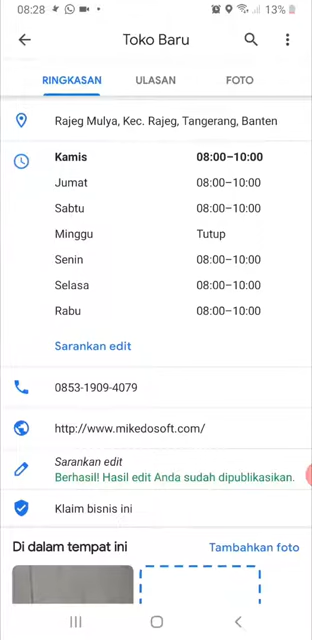 08:28
13%
Toko Baru
RINGKASAN
ULASAN
FOTO
Rajeg Mulya, Kec. Rajeg, Tangerang, Banten
Kamis 08:00–10:00
Jumat 08:00–10:00
Sabtu 08:00–10:00
Minggu Tutup
Senin 08:00–10:00
Selasa 08:00–10:00
Rabu 08:00–10:00
Sarankan edit
0853-1909-4079
http://www.mikedosoft.com/
Sarankan edit
Berhasil! Hasil edit Anda sudah dipublikasikan.
Klaim bisnis ini
Di dalam tempat ini
Tambahkan foto